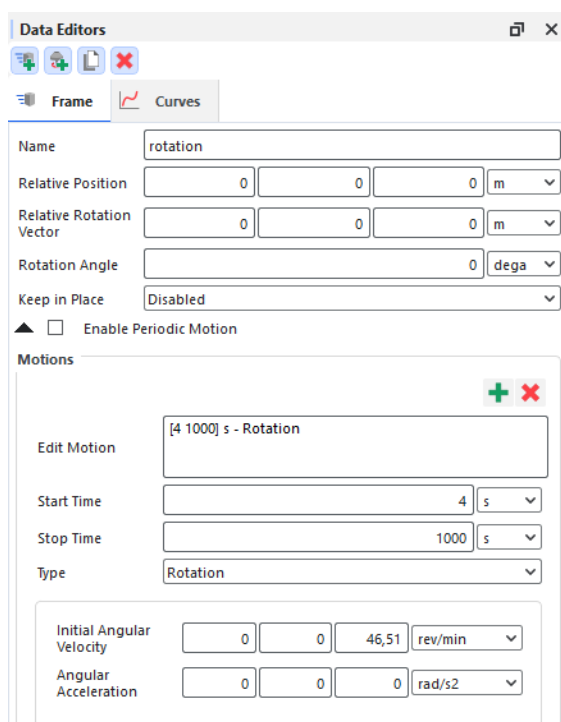 Data Editors
Frame Curves
Name rotation
Relative Position 0 0 0 m
Relative Rotation
Vector 0 0 0 m
Rotation Angle 0 dega
Keep in Place Disabled
Enable Periodic Motion
Motions
[4 1000] s - Rotation
Edit Motion
Start Time 4 s
Stop Time 1000 s
Type Rotation
Initial Angular
Velocity 0 0 46,51 rev/min
Angular
Acceleration 0 0 0 rad/s2